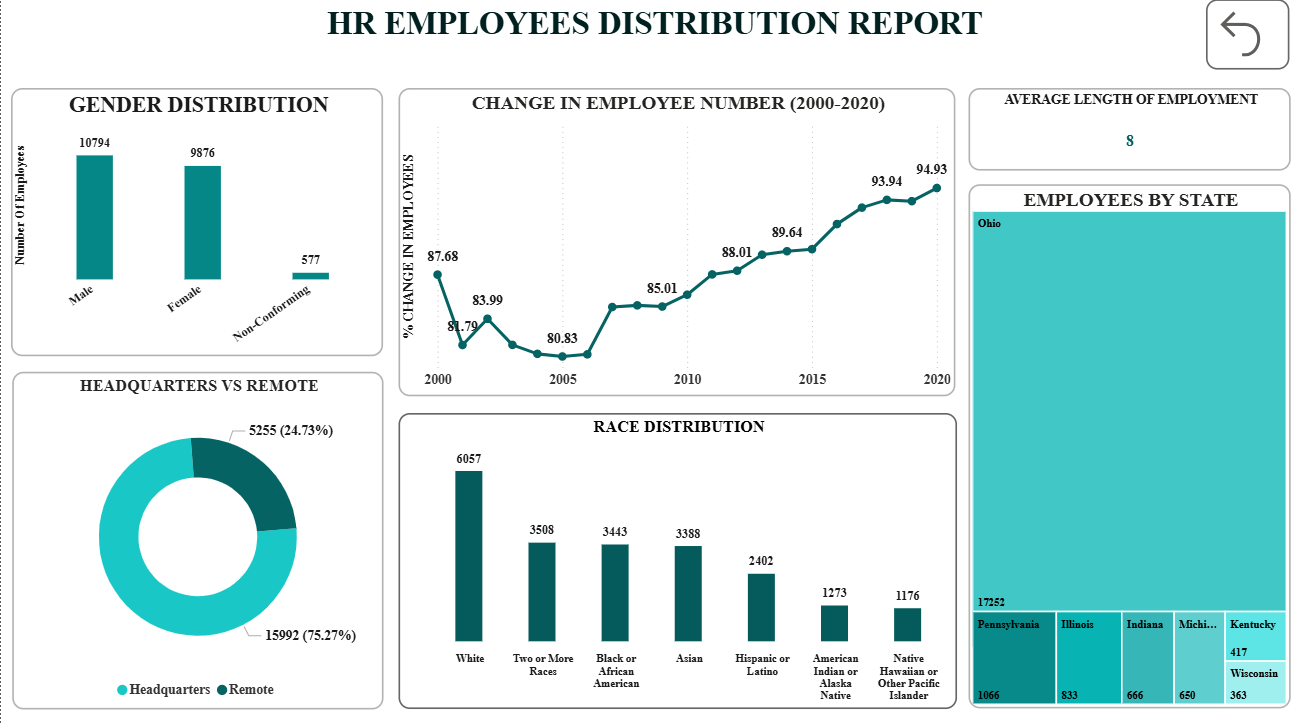 HR EMPLOYEES DISTRIBUTION REPORT
GENDER DISTRIBUTION
Number Of Employees
10794
9876
577
Male
Female
Non-Conforming
HEADQUARTERS VS REMOTE
5255 (24.73%)
15992 (75.27%)
Headquarters
Remote
CHANGE IN EMPLOYEE NUMBER (2000-2020)
% CHANGE IN EMPLOYEES
87.68
81.79
83.99
80.83
85.01
88.01
89.64
93.94
94.93
2000
2005
2010
2015
2020
RACE DISTRIBUTION
6057
3508
3443
3388
2402
1273
1176
White
Two or More
Races
Black or
African
American
Asian
Hispanic or
Latino
American
Indian or
Alaska
Native
Native
Hawaiian or
Other Pacific
Islander
AVERAGE LENGTH OF EMPLOYMENT
8
EMPLOYEES BY STATE
Ohio
17252
Pennsylvania
1066
Illinois
833
Indiana
666
Michi...
650
Kentucky
417
Wisconsin
363